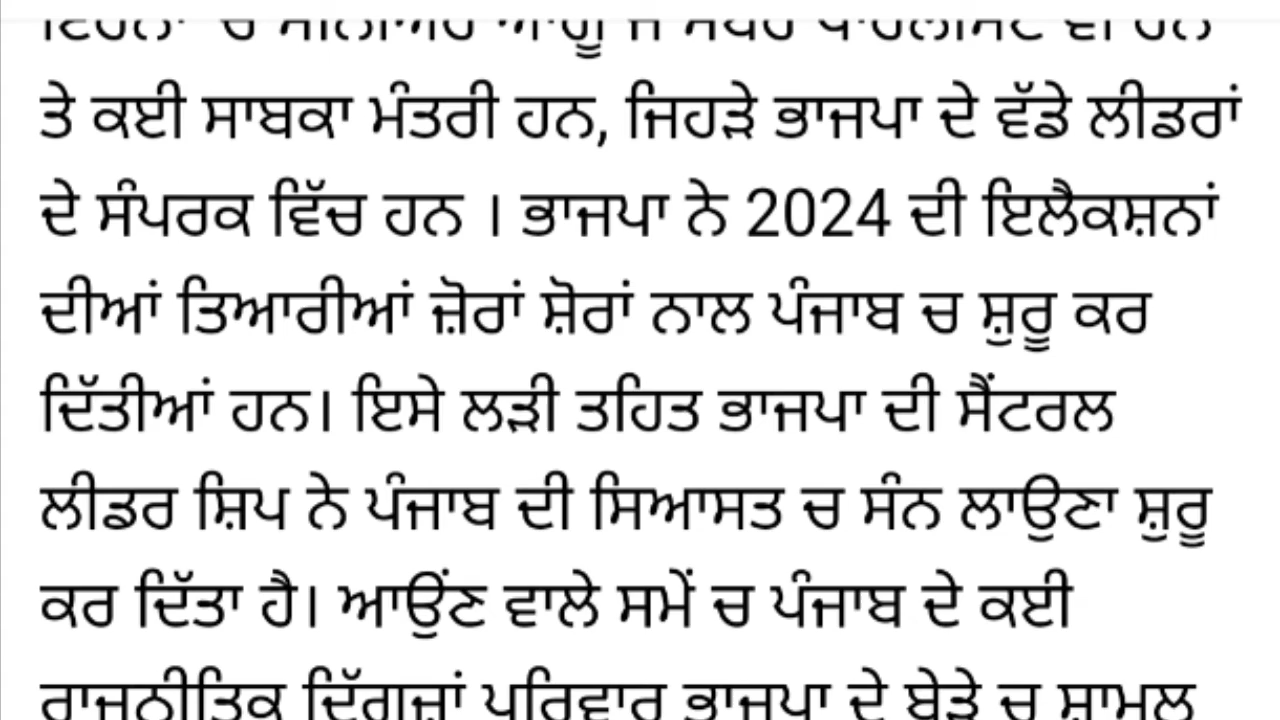 ਤੇ ਕਈ ਸਾਬਕਾ ਮੰਤਰੀ ਹਨ, ਜਿਹੜੇ ਭਾਜਪਾ ਦੇ ਵੱਡੇ ਲੀਡਰਾਂ
ਦੇ ਸੰਪਰਕ ਵਿੱਚ ਹਨ । ਭਾਜਪਾ ਨੇ 2024 ਦੀ ਇਲੈਕਸ਼ਨਾਂ
ਦੀਆਂ ਤਿਆਰੀਆਂ ਜ਼ੋਰਾਂ ਸ਼ੋਰਾਂ ਨਾਲ ਪੰਜਾਬ ਚ ਸ਼ੁਰੂ ਕਰ
ਦਿੱਤੀਆਂ ਹਨ। ਇਸੇ ਲੜੀ ਤਹਿਤ ਭਾਜਪਾ ਦੀ ਸੈਂਟਰਲ
ਲੀਡਰ ਸ਼ਿਪ ਨੇ ਪੰਜਾਬ ਦੀ ਸਿਆਸਤ ਚ ਸੰਨ ਲਾਉਣਾ ਸ਼ੁਰੂ
ਕਰ ਦਿੱਤਾ ਹੈ। ਆਉਂਣ ਵਾਲੇ ਸਮੇਂ ਚ ਪੰਜਾਬ ਦੇ ਕਈ
ਰਾਜਨੀਤਿਕ ਦਿੱਗਜ਼ਾਂ ਪਰਿਵਾਰ ਭਾਜਪਾ ਦੇ ਬੇੜੇ ਚ ਸ਼ਾਮਲ